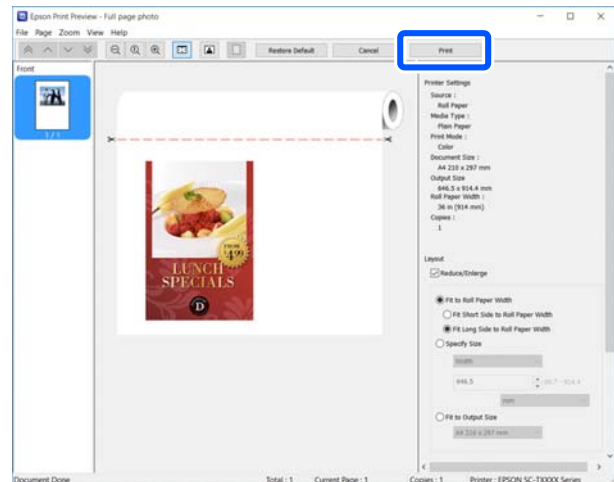 Epson Print Preview - Full page photo
File Page Zoom View Help
Restore Default Cancel Print
Front
1 / 1
FROM
$4.99
LUNCH
SPECIALS
D
Printer Settings
Source :
Roll Paper
Media Type :
Plain Paper
Print Mode :
Color
Document Size :
A4 210 x 297 mm
Output Size
646.5 x 914.4 mm
Roll Paper Width :
36 in (914 mm)
Copies :
1
Layout
Reduce/Enlarge
Fit to Roll Paper Width
Fit Short Side to Roll Paper Width
Fit Long Side to Roll Paper Width
Specify Size
Width
646.5
mm
Fit to Output Size
A4 210 x 297 mm
Document Done Total : 1 Current Page : 1 Copies : 1 Printer : EPSON SC-TXXXX Series